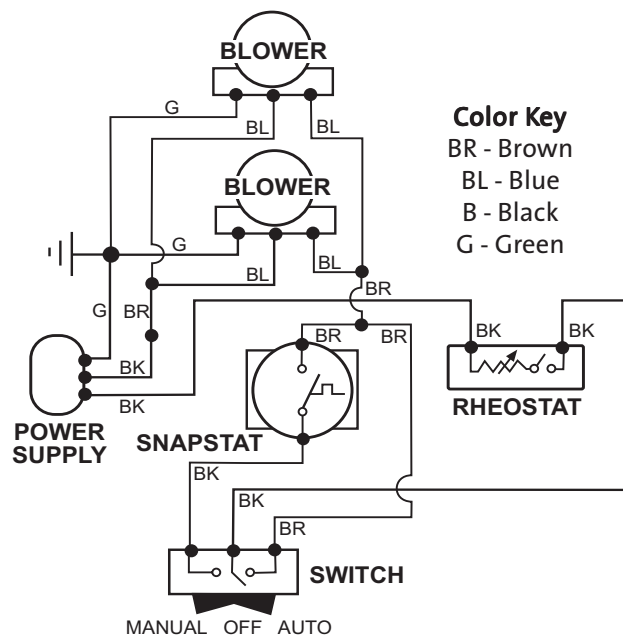 BLOWER
G
BL
BL
Color Key
BR - Brown
BL - Blue
B - Black
G - Green
BLOWER
G
BL
BL
G
BR
BR
BR
BR
BK
BK
BK
BK
RHEOSTAT
POWER
SUPPLY
SNAPSTAT
BK
BK
BR
SWITCH
MANUAL OFF AUTO